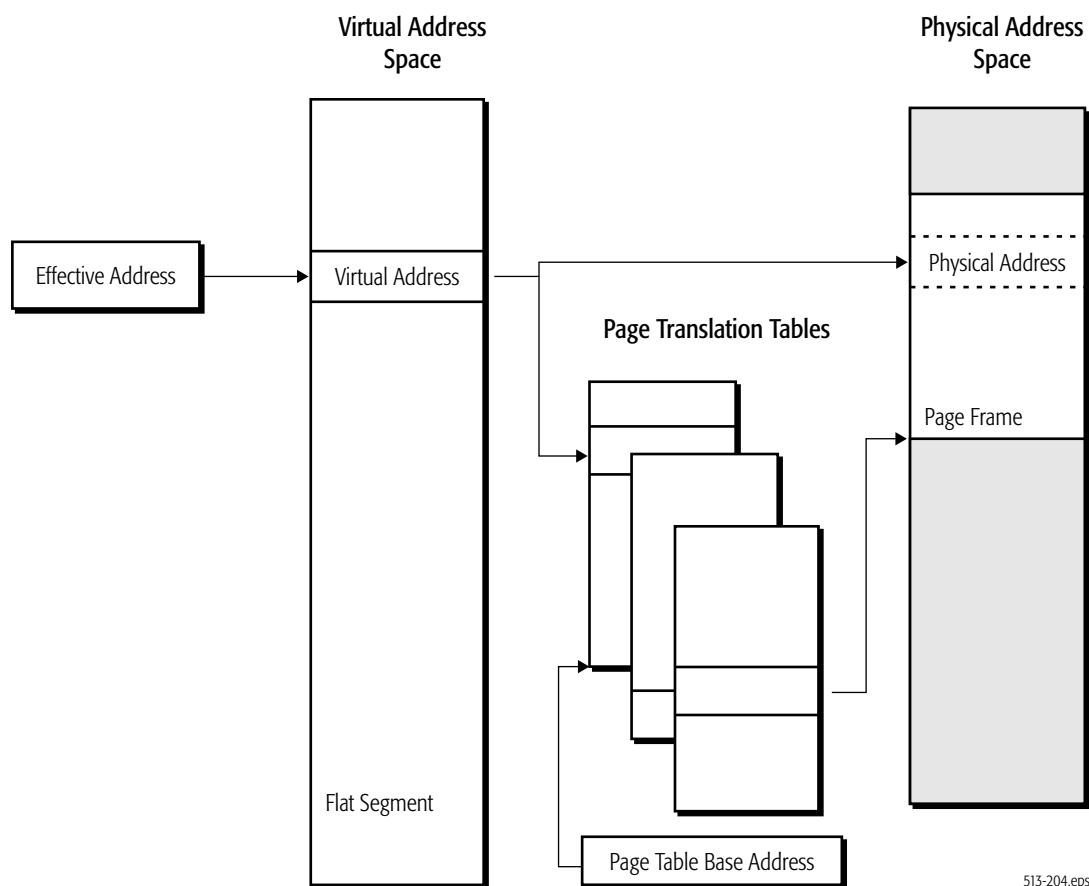 Virtual Address
Space
Physical Address
Space
Effective Address
Virtual Address
Physical Address
Page Translation Tables
Page Frame
Flat Segment
Page Table Base Address
513-204.eps